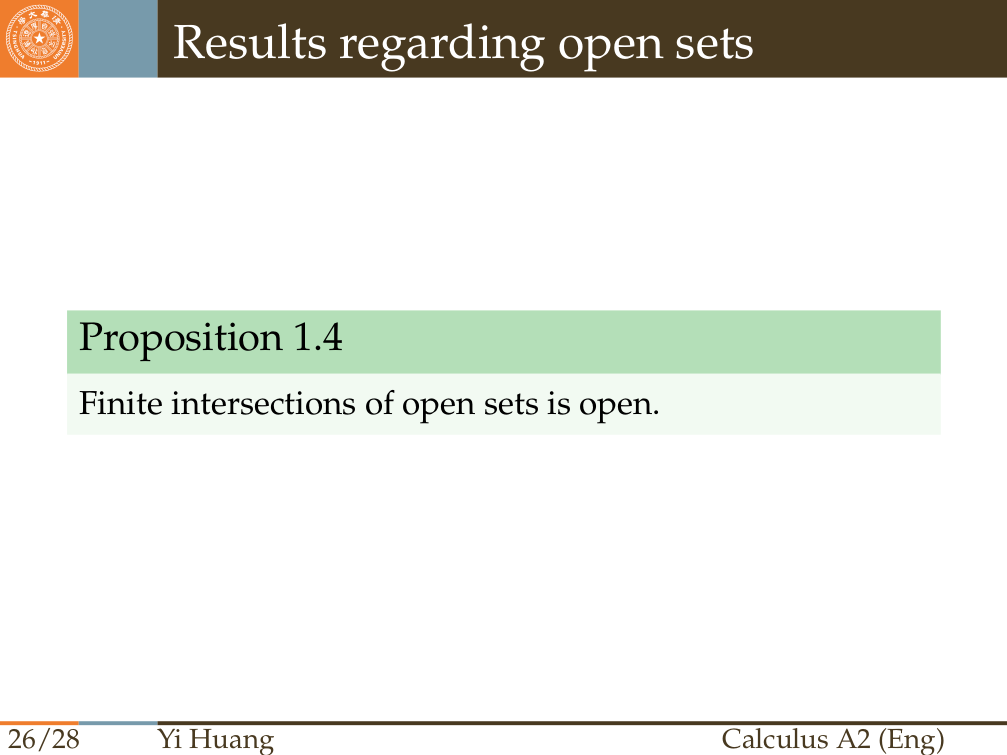 Results regarding open sets
Proposition 1.4
Finite intersections of open sets is open.
26/28 Yi Huang Calculus A2 (Eng)